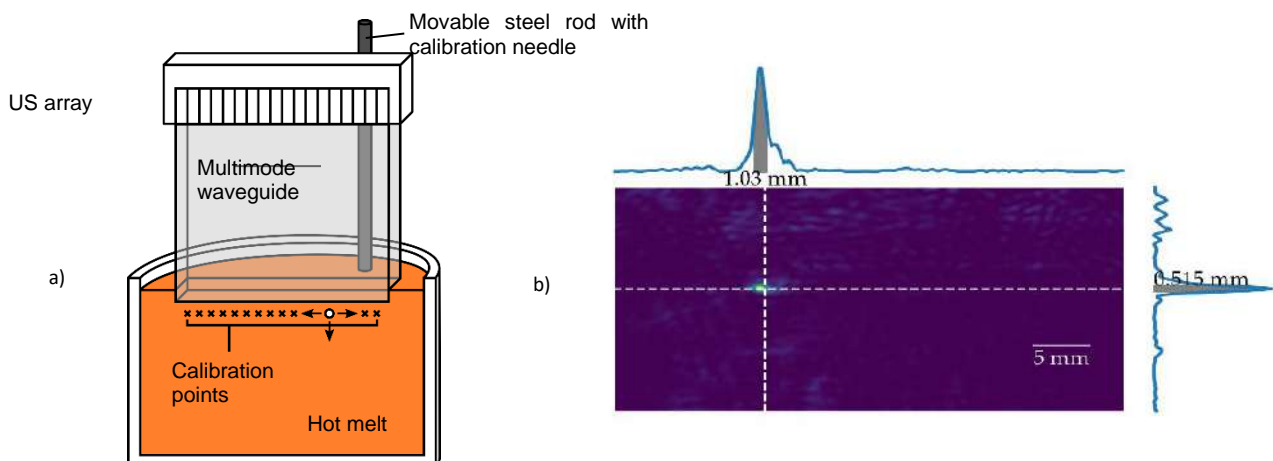 Movable steel rod with
calibration needle
US array
Multimode
waveguide
a)
Calibration
points
Hot melt
1.03 mm
b)
0.515 mm
5 mm